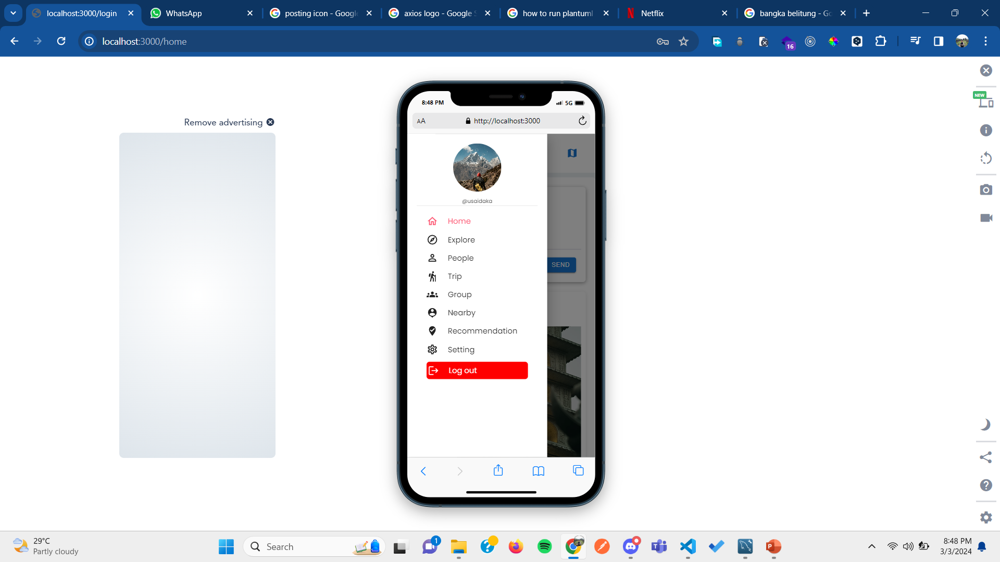 localhost:3000/login
WhatsApp
posting icon - Google
axios logo - Google S
how to run plantuml
Netflix
bangka belitung - Go
localhost:3000/home
16
NEW
Remove advertising
8:48 PM
5G
AA
http://localhost:3000
@usaidaka
Home
Explore
People
Trip
Group
Nearby
Recommendation
Setting
Log out
SEND
29°C
Partly cloudy
Search
1
8:48 PM
3/3/2024